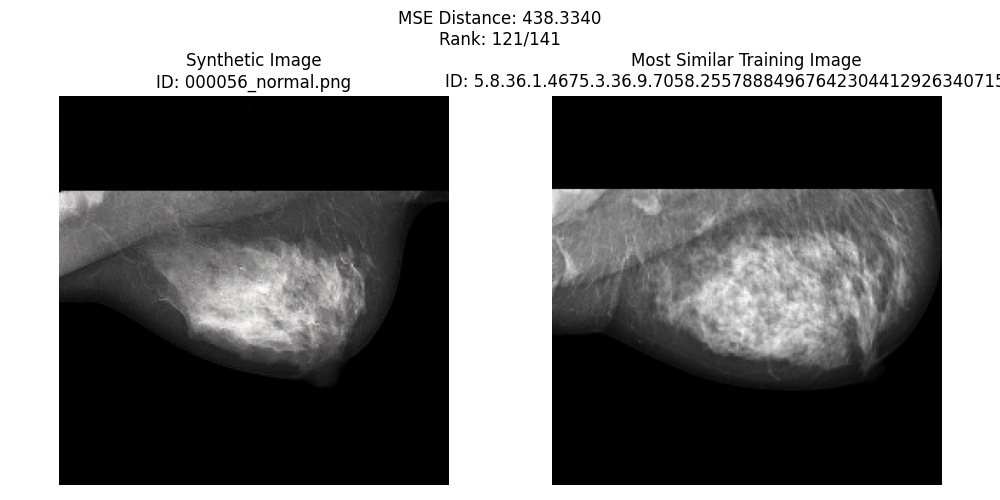 MSE Distance: 438.3340
Rank: 121/141
Synthetic Image
ID: 000056_normal.png
Most Similar Training Image
ID: 5.8.36.1.4675.3.36.9.7058.25578884967642304412926340715